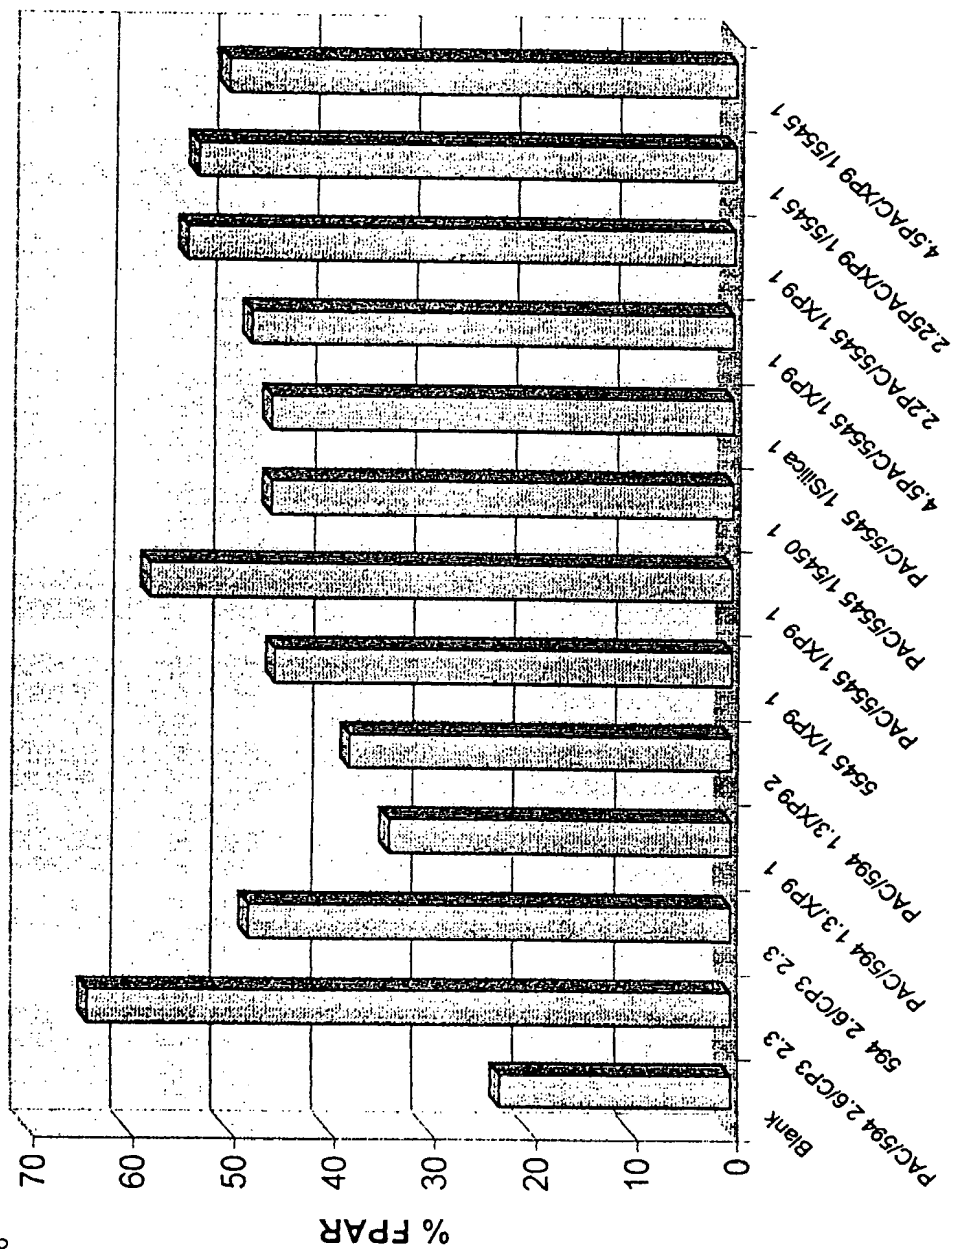 % FPAR
70
60
50
40
30
20
10
0
Blank
PAC/594 2.6/CP3 2.3
594 2.6/CP3 2.3
PAC/594 1.3/XP9 1
PAC/594 1.3/XP9 2
5545 1/XP9 1
PAC/5545 1/XP9 1
PAC/5545 1/5450 1
PAC/5545 1/Silica 1
4.5PAC/5545 1/XP9 1
2.2PAC/5545 1/XP9 1
2.25PAC/XP9 1/5545 1
4.5PAC/XP9 1/5545 1